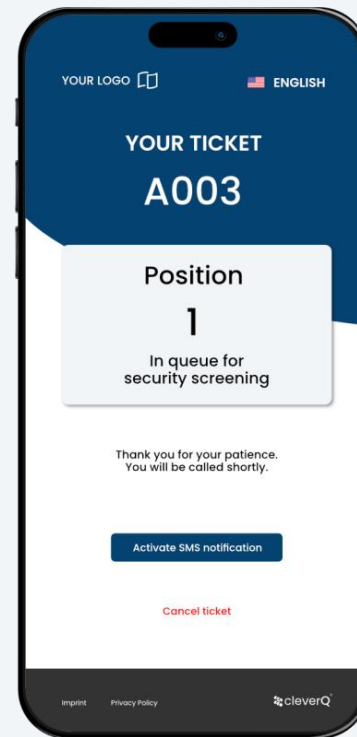 YOUR LOGO
ENGLISH
YOUR TICKET
A003
Position
1
In queue for
security screening
Thank you for your patience.
You will be called shortly.
Activate SMS notification
Cancel ticket
Imprint
Privacy Policy
cleverQ